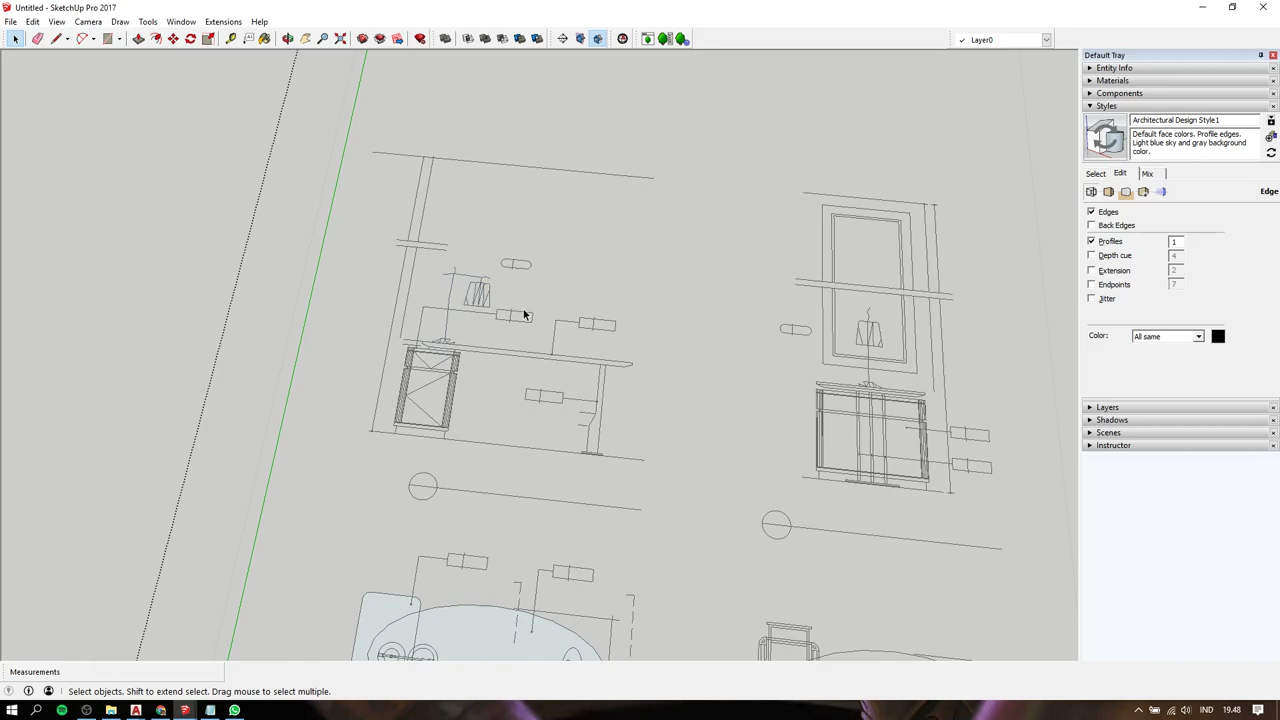 Untitled - SketchUp Pro 2017
File Edit View Camera Draw Tools Window Extensions Help
Layer0
Default Tray
Entity Info
Materials
Components
Styles
Architectural Design Style1
Default face colors. Profile edges. Light blue sky and gray background color.
Select Edit Mix
Edge
Edges
Back Edges
Profiles 1
Depth cue 4
Extension 2
Endpoints 7
Jitter
Color: All same
Layers
Shadows
Scenes
Instructor
Measurements
Select objects. Shift to extend select. Drag mouse to select multiple.
IND 19.48